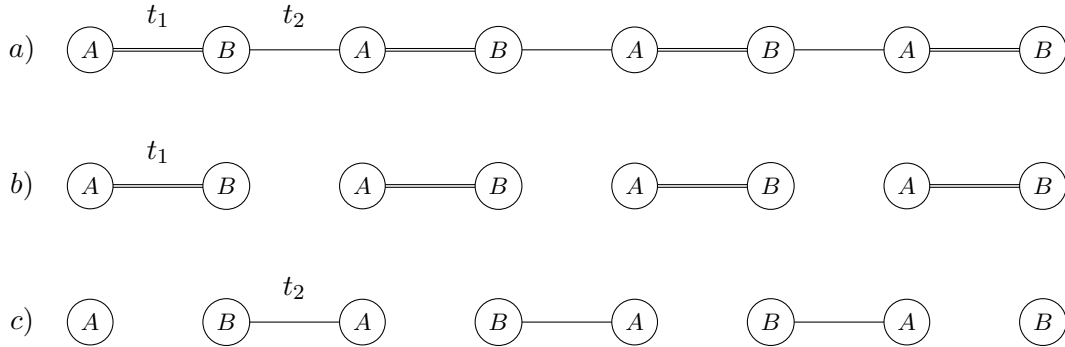 t₁ t₂
a) A B A B A B A B
t₁
b) A B A B A B A B
t₂
c) A B A B A B A B